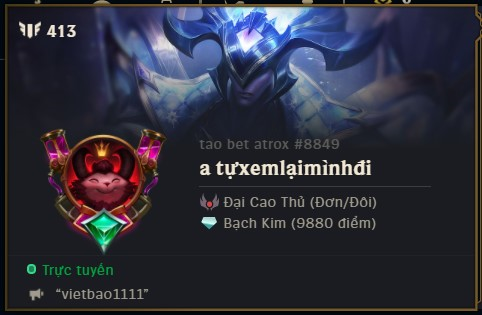 413
tao bet atrox #8849
a tựxemlạimìnhđi
Đại Cao Thủ (Đơn/Đôi)
Bạch Kim (9880 điểm)
Trực tuyến
“vietbao1111”